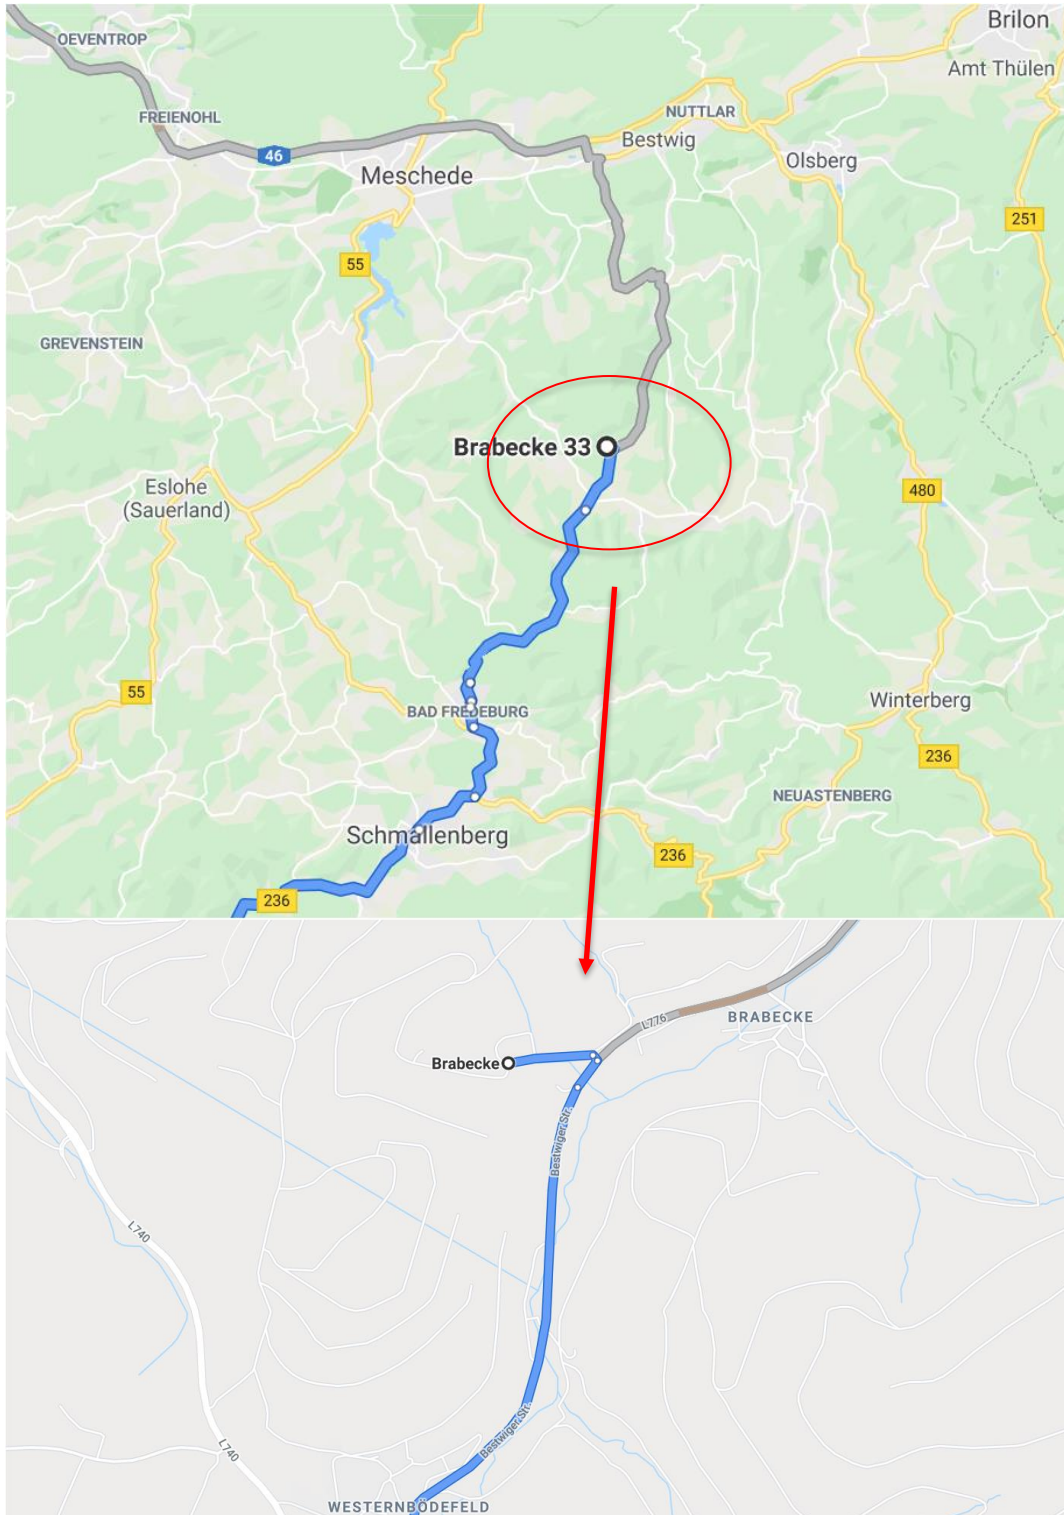 Brilon
OEVENTROP
Amt Thülen
FREIENOHL
NUTTLAR
Bestwig
46
Olsberg
Meschede
251
55
GREVENSTEIN
Brabecke 33
Eslohe
(Sauerland)
480
55
Winterberg
BAD FREDEBURG
236
NEUASTENBERG
Schmallenberg
236
236
L776
BRABECKE
Brabecke
Bestwiger Str.
L740
Bestwiger Str.
L740
WESTERNBÖDEFELD